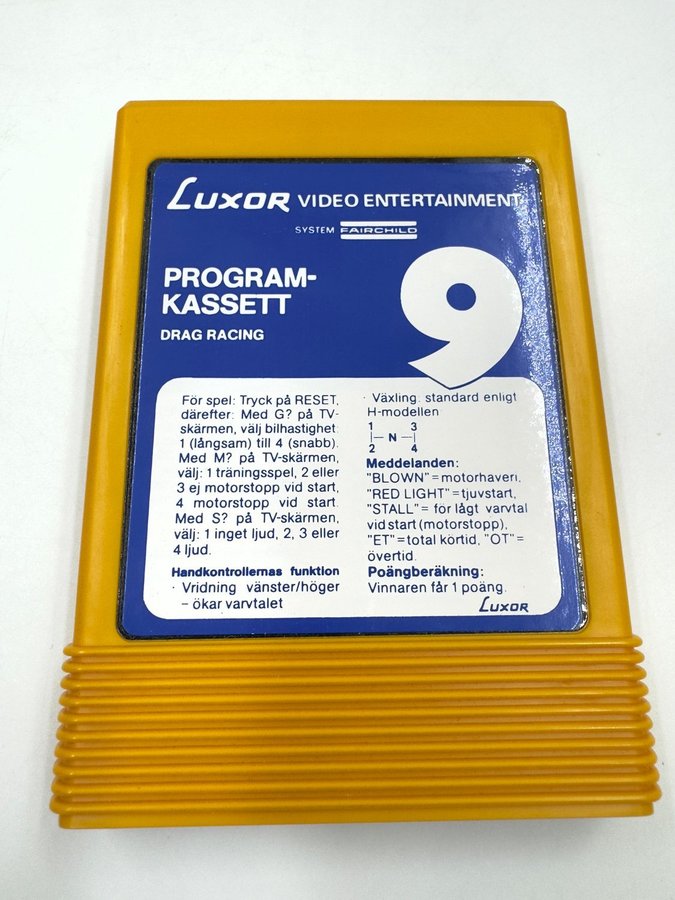 LUXOR VIDEO ENTERTAINMENT
SYSTEM FAIRCHILD
PROGRAM-
KASSETT
9
DRAG RACING
För spel: Tryck på RESET,
därefter: Med G? på TV-
skärmen, välj bilhastighet:
1 (långsam) till 4 (snabb).
Med M? på TV-skärmen,
välj: 1 träningsspel, 2 eller
3 ej motorstopp vid start,
4 motorstopp vid start.
Med S? på TV-skärmen,
välj: 1 inget ljud, 2, 3 eller
4 ljud.
Handkontrollernas funktion
· Vridning vänster/höger
– ökar varvtalet
· Växling: standard enligt
H-modellen
1 3
|– N –|
2 4
Meddelanden:
"BLOWN" = motorhaveri,
"RED LIGHT" = tjuvstart,
"STALL" = för lågt varvtal
vid start (motorstopp),
"ET" = total körtid, "OT" =
övertid.
Poängberäkning:
Vinnaren får 1 poäng.
LUXOR